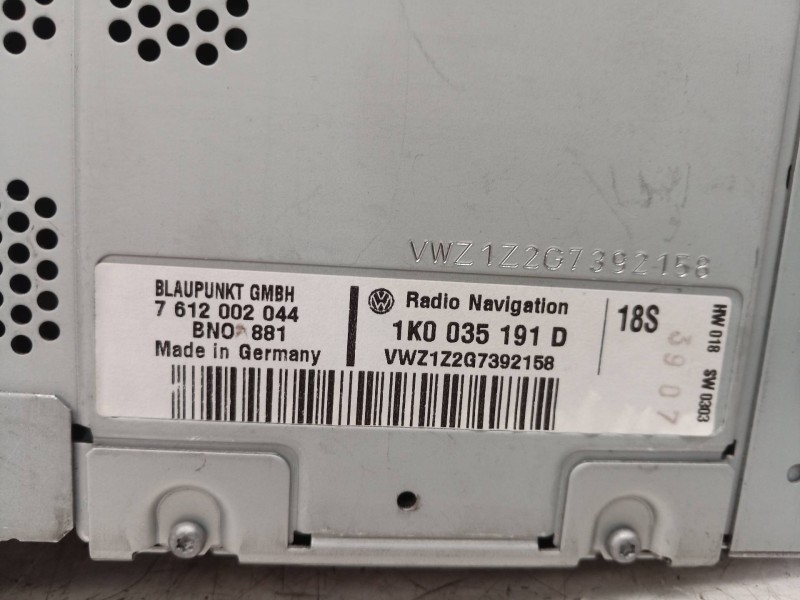 VWZ1Z2G7392158
BLAUPUNKT GMBH
7 612 002 044
BNO 881
Made in Germany
Radio Navigation
1K0 035 191 D
VWZ1Z2G7392158
18S
HW 018 SW 0303
3907